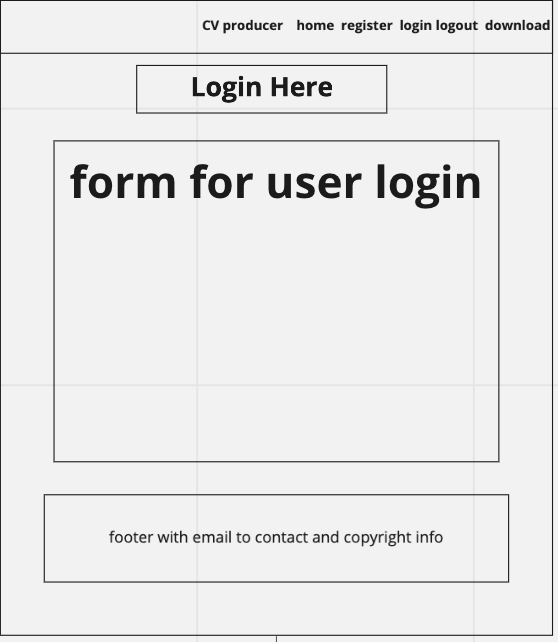 CV producer home register login logout download
Login Here
form for user login
footer with email to contact and copyright info